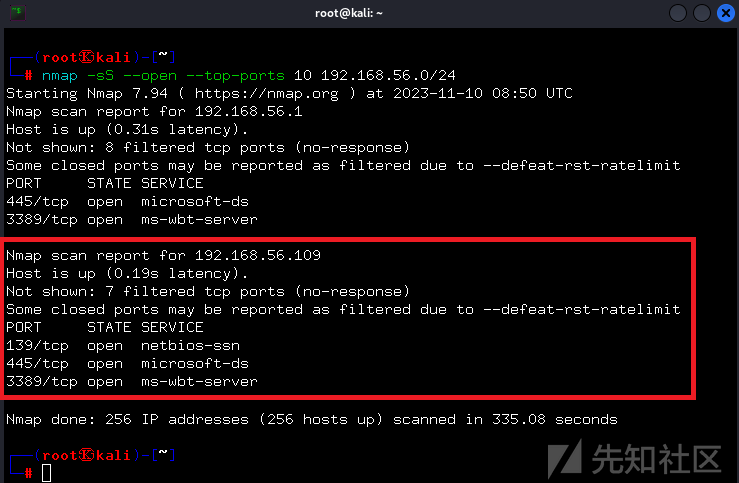 root@kali: ~
┌──(root㉿kali)-[~]
└─# nmap -sS --open --top-ports 10 192.168.56.0/24
Starting Nmap 7.94 ( https://nmap.org ) at 2023-11-10 08:50 UTC
Nmap scan report for 192.168.56.1
Host is up (0.31s latency).
Not shown: 8 filtered tcp ports (no-response)
Some closed ports may be reported as filtered due to --defeat-rst-ratelimit
PORT     STATE SERVICE
445/tcp  open  microsoft-ds
3389/tcp open  ms-wbt-server
Nmap scan report for 192.168.56.109
Host is up (0.19s latency).
Not shown: 7 filtered tcp ports (no-response)
Some closed ports may be reported as filtered due to --defeat-rst-ratelimit
PORT     STATE SERVICE
139/tcp  open  netbios-ssn
445/tcp  open  microsoft-ds
3389/tcp open  ms-wbt-server
Nmap done: 256 IP addresses (256 hosts up) scanned in 335.08 seconds
┌──(root㉿kali)-[~]
└─#
先知社区